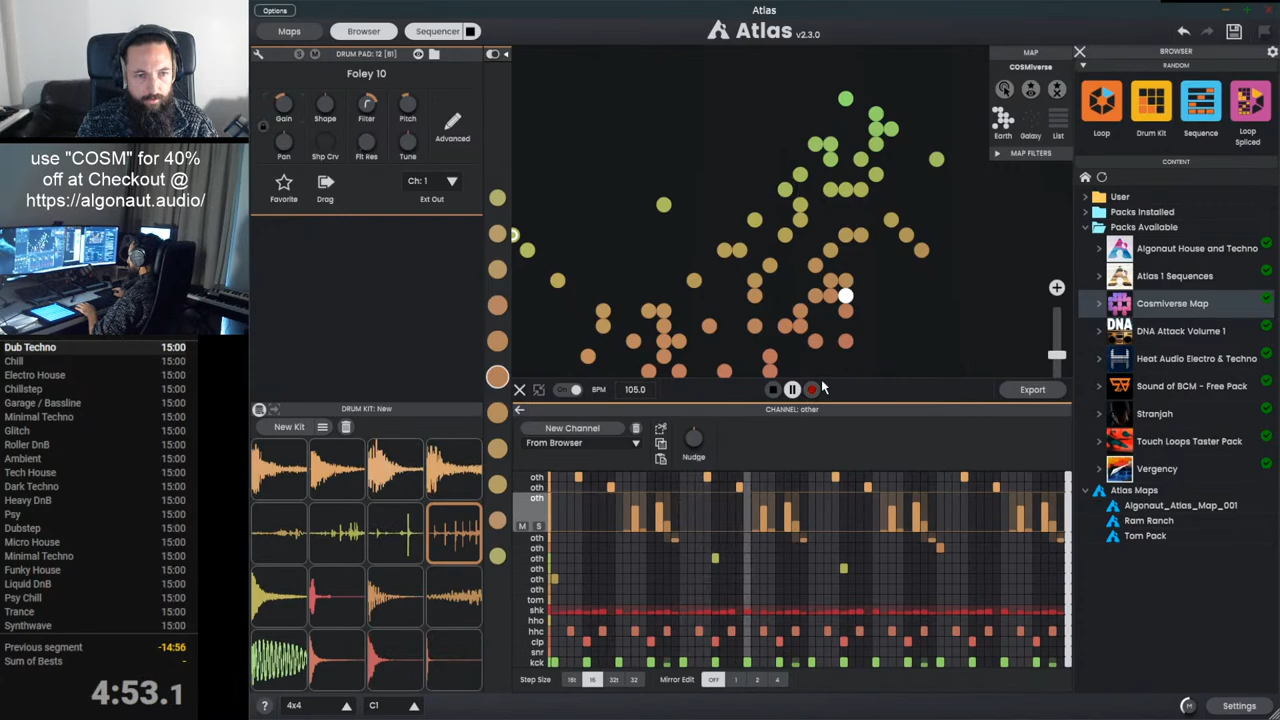 use "COSM" for 40%
off at Checkout @
https://algonaut.audio/
Dub Techno 15:00
Chill 15:00
Electro House 15:00
Chillstep 15:00
Garage / Bassline 15:00
Minimal Techno 15:00
Glitch 15:00
Roller DnB 15:00
Ambient 15:00
Tech House 15:00
Dark Techno 15:00
Heavy DnB 15:00
Psy 15:00
Dubstep 15:00
Micro House 15:00
Minimal Techno 15:00
Funky House 15:00
Liquid DnB 15:00
Psy Chill 15:00
Trance 15:00
Synthwave 15:00
Previous segment -14:56
Sum of Bests -
4:53.1
Options
Atlas
Maps
Browser
Sequencer
Atlas v2.3.0
S M DRUM PAD: 12 [B1]
Foley 10
Gain Shape Filter Pitch
Advanced
Pan Shp Crv Flt Res Tune
Ch: 1
Favorite Drag Ext Out
DRUM KIT: New
New Kit
4x4
C1
MAP
COSMIverse
Earth Galaxy List
MAP FILTERS
On
BPM
105.0
Export
CHANNEL: other
New Channel
From Browser
Nudge
oth
oth
oth
M S
oth
oth
oth
oth
oth
oth
tom
shk
hho
hhc
clp
snr
kck
Step Size 16t 16 32t 32
Mirror Edit OFF 1 2 4
BROWSER
RANDOM
Loop
Drum Kit
Sequence
Loop
Spliced
CONTENT
User
Packs Installed
Packs Available
Algonaut House and Techno
Atlas 1 Sequences
Cosmiverse Map
DNA
DNA Attack Volume 1
Heat Audio Electro & Techno
Sound of BCM - Free Pack
Stranjah
Touch Loops Taster Pack
Vergency
Atlas Maps
Algonaut_Atlas_Map_001
Ram Ranch
Tom Pack
Settings